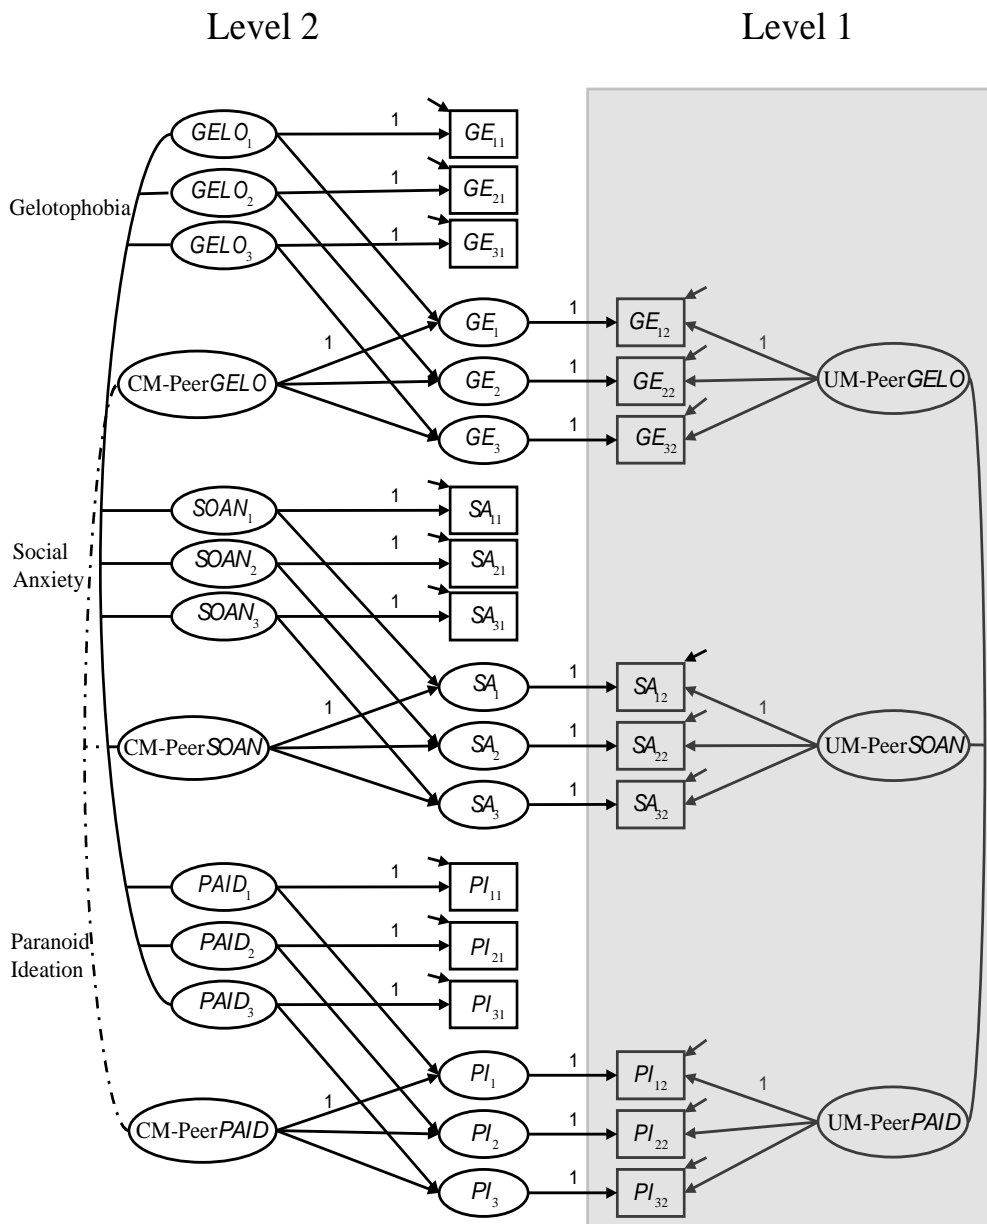 Level 2 Level 1
1
GELO₁ GE₁₁
1
GELO₂ GE₂₁
Gelotophobia
1
GELO₃ GE₃₁
1
GE₁ GE₁₂
1 1
CM-PeerGELO GE₂ 1 GE₂₂ UM-PeerGELO
1
GE₃ GE₃₂
1
SOAN₁ SA₁₁
1
Social
Anxiety
SOAN₂ SA₂₁
1
SOAN₃ SA₃₁
1
SA₁ SA₁₂
1 1
CM-PeerSOAN SA₂ 1 SA₂₂ UM-PeerSOAN
1
SA₃ SA₃₂
1
PAID₁ PI₁₁
1
Paranoid
Ideation
PAID₂ PI₂₁
1
PAID₃ PI₃₁
1
PI₁ PI₁₂
1 1
CM-PeerPAID PI₂ 1 PI₂₂ UM-PeerPAID
1
PI₃ PI₃₂